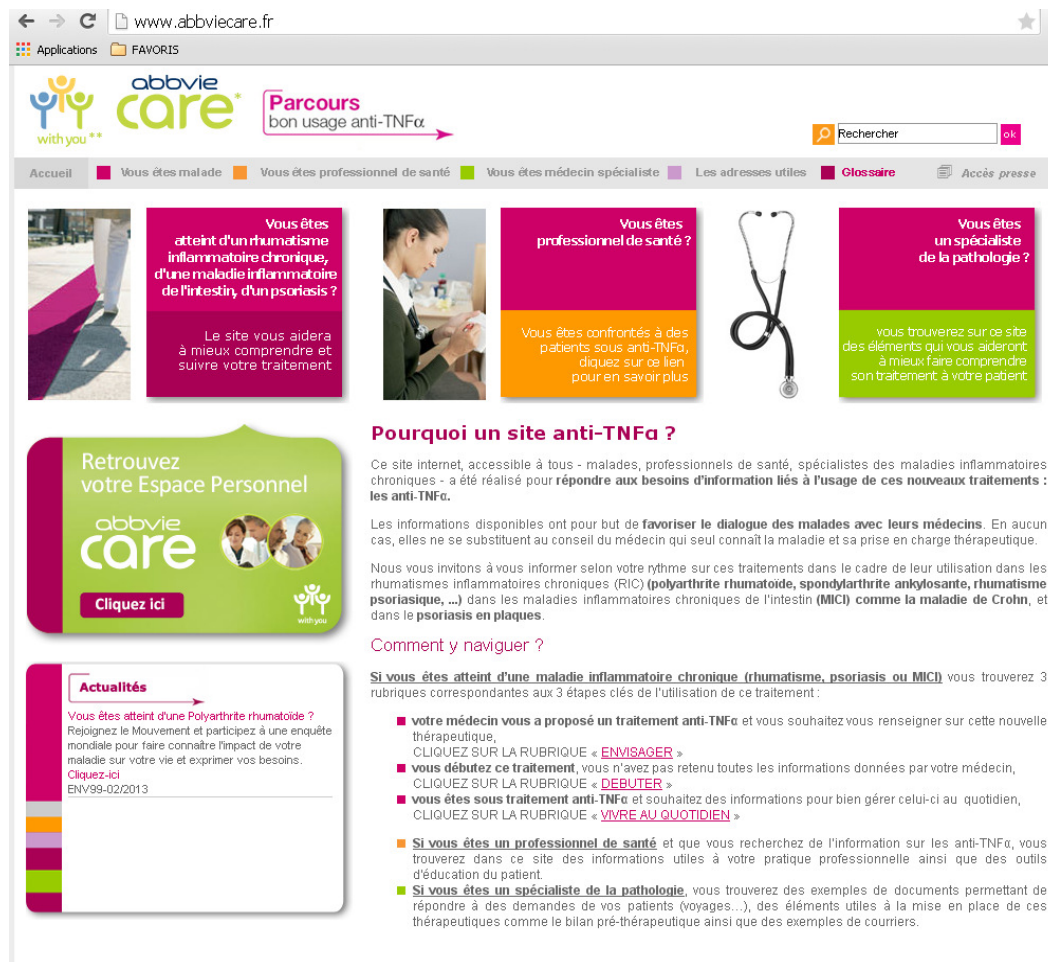 www.abbviecare.fr
Applications
FAVORIS
abbvie
care*
with you **
Parcours
bon usage anti-TNFα
Rechercher
ok
Accueil
Vous êtes malade
Vous êtes professionnel de santé
Vous êtes médecin spécialiste
Les adresses utiles
Glossaire
Accès presse
Vous êtes
atteint d'un rhumatisme
inflammatoire chronique,
d'une maladie inflammatoire
de l'intestin, d'un psoriasis ?
Le site vous aidera
à mieux comprendre et
suivre votre traitement
Vous êtes
professionnel de santé ?
Vous êtes confrontés à des
patients sous anti-TNFα,
cliquez sur ce lien
pour en savoir plus
Vous êtes
un spécialiste
de la pathologie ?
vous trouverez sur ce site
des éléments qui vous aideront
à mieux faire comprendre
son traitement à votre patient
Retrouvez
votre Espace Personnel
abbvie
care
Cliquez ici
with you
Actualités
Vous êtes atteint d'une Polyarthrite rhumatoïde ?
Rejoignez le Mouvement et participez à une enquête
mondiale pour faire connaître l'impact de votre
maladie sur votre vie et exprimer vos besoins.
Cliquez-ici
ENV99-02/2013
Pourquoi un site anti-TNFα ?
Ce site internet, accessible à tous - malades, professionnels de santé, spécialistes des maladies inflammatoires
chroniques - a été réalisé pour répondre aux besoins d'information liés à l'usage de ces nouveaux traitements :
les anti-TNFα.
Les informations disponibles ont pour but de favoriser le dialogue des malades avec leurs médecins. En aucun
cas, elles ne se substituent au conseil du médecin qui seul connaît la maladie et sa prise en charge thérapeutique.
Nous vous invitons à vous informer selon votre rythme sur ces traitements dans le cadre de leur utilisation dans les
rhumatismes inflammatoires chroniques (RIC) (polyarthrite rhumatoïde, spondylarthrite ankylosante, rhumatisme
psoriasique, ...) dans les maladies inflammatoires chroniques de l'intestin (MICI) comme la maladie de Crohn, et
dans le psoriasis en plaques.
Comment y naviguer ?
Si vous êtes atteint d'une maladie inflammatoire chronique (rhumatisme, psoriasis ou MICI) vous trouverez 3
rubriques correspondantes aux 3 étapes clés de l'utilisation de ce traitement :
votre médecin vous a proposé un traitement anti-TNFα et vous souhaitez vous renseigner sur cette nouvelle
thérapeutique,
CLIQUEZ SUR LA RUBRIQUE « ENVISAGER »
vous débutez ce traitement, vous n'avez pas retenu toutes les informations données par votre médecin,
CLIQUEZ SUR LA RUBRIQUE « DEBUTER »
vous êtes sous traitement anti-TNFα et souhaitez des informations pour bien gérer celui-ci au quotidien,
CLIQUEZ SUR LA RUBRIQUE « VIVRE AU QUOTIDIEN »
Si vous êtes un professionnel de santé et que vous recherchez de l'information sur les anti-TNFα, vous
trouverez dans ce site des informations utiles à votre pratique professionnelle ainsi que des outils
d'éducation du patient.
Si vous êtes un spécialiste de la pathologie, vous trouverez des exemples de documents permettant de
répondre à des demandes de vos patients (voyages...), des éléments utiles à la mise en place de ces
thérapeutiques comme le bilan pré-thérapeutique ainsi que des exemples de courriers.